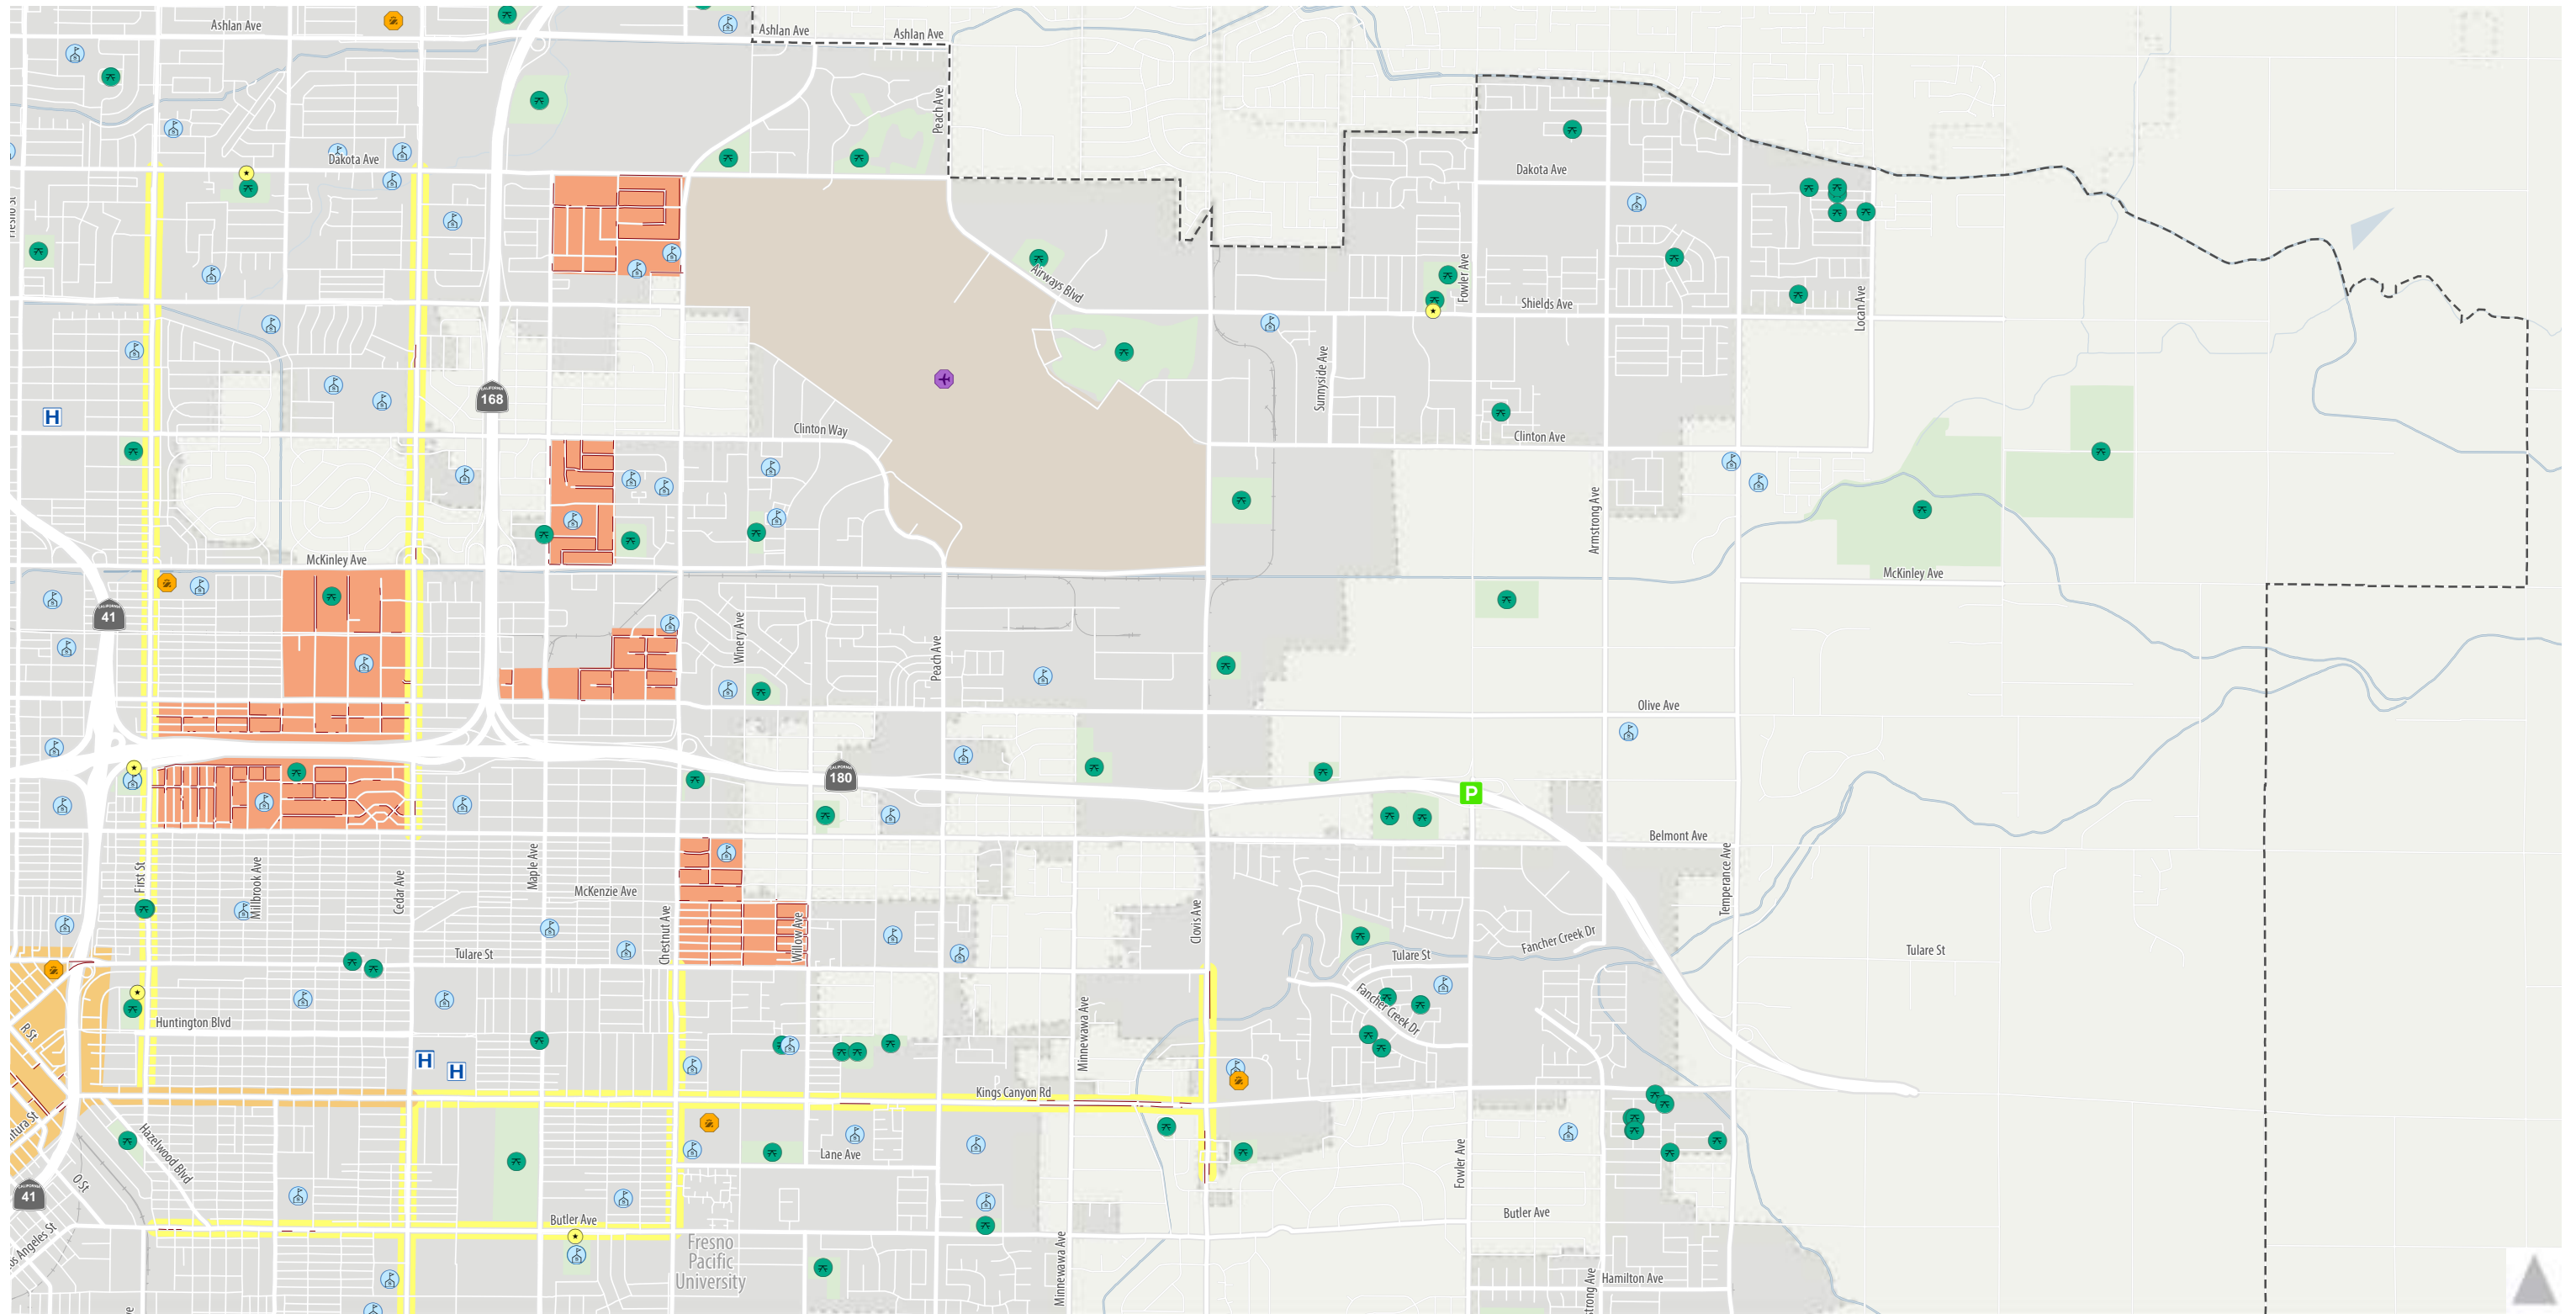 Ashlan Ave
Ashlan Ave
Ashlan Ave
Peach Ave
Dakota Ave
Dakota Ave
Airways Blvd
Fowler Ave
Shields Ave
Locan Ave
Sunnyside Ave
168
H
Clinton Way
Clinton Ave
Armstrong Ave
McKinley Ave
McKinley Ave
41
Winery Ave
Peach Ave
Olive Ave
180
P
Belmont Ave
First St
Millbrook Ave
Cedar Ave
Maple Ave
McKenzie Ave
Chestnut Ave
Willow Ave
Clovis Ave
Temperance Ave
Tulare St
Tulare St
Fancher Creek Dr
Tulare St
Fancher Creek Dr
Huntington Blvd
R St
Minnewawa Ave
H
H
Kings Canyon Rd
Hazelwood Blvd
Lane Ave
Fowler Ave
O St
41
Butler Ave
Butler Ave
Fresno
Pacific
University
Minnewawa Ave
Hamilton Ave